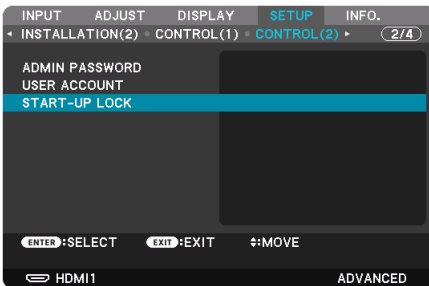 INPUT ADJUST DISPLAY SETUP INFO.
INSTALLATION(2) CONTROL(1) CONTROL(2) 2/4
ADMIN PASSWORD
USER ACCOUNT
START-UP LOCK
ENTER:SELECT EXIT:EXIT :MOVE
HDMI1 ADVANCED